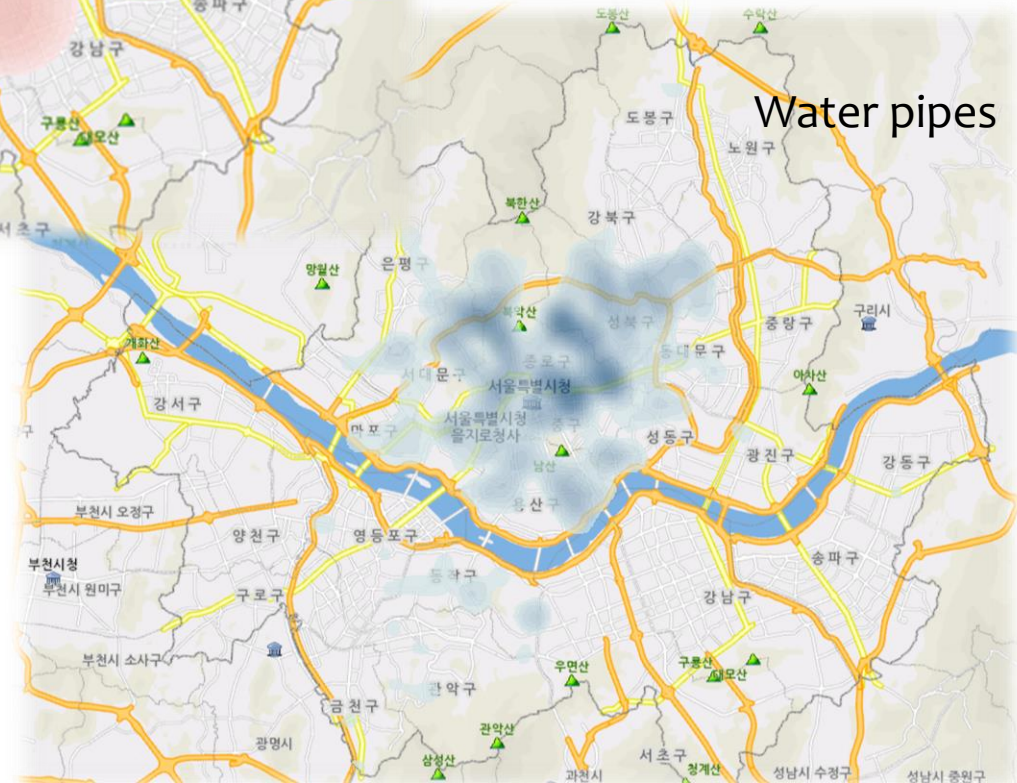 송파구
도봉산
수락산
강남구
Water pipes
도봉구
구룡산
대모산
노원구
북한산
강북구
서초구
은평구
망월산
구리시
북악산
성북구
중랑구
개화산
동대문구
종로구
서대문구
서울특별시청
아차산
강서구
서울특별시청
을지로청사
중구
마포구
성동구
광진구
강동구
남산
용산구
부천시 오정구
양천구
영등포구
송파구
부천시청
부천시 원미구
동작구
구로구
강남구
부천시 소사구
우면산
구룡산
대모산
관악구
금천구
관악산
광명시
서초구
삼성산
과천시
청계산
성남시 수정구
성남시 중원구